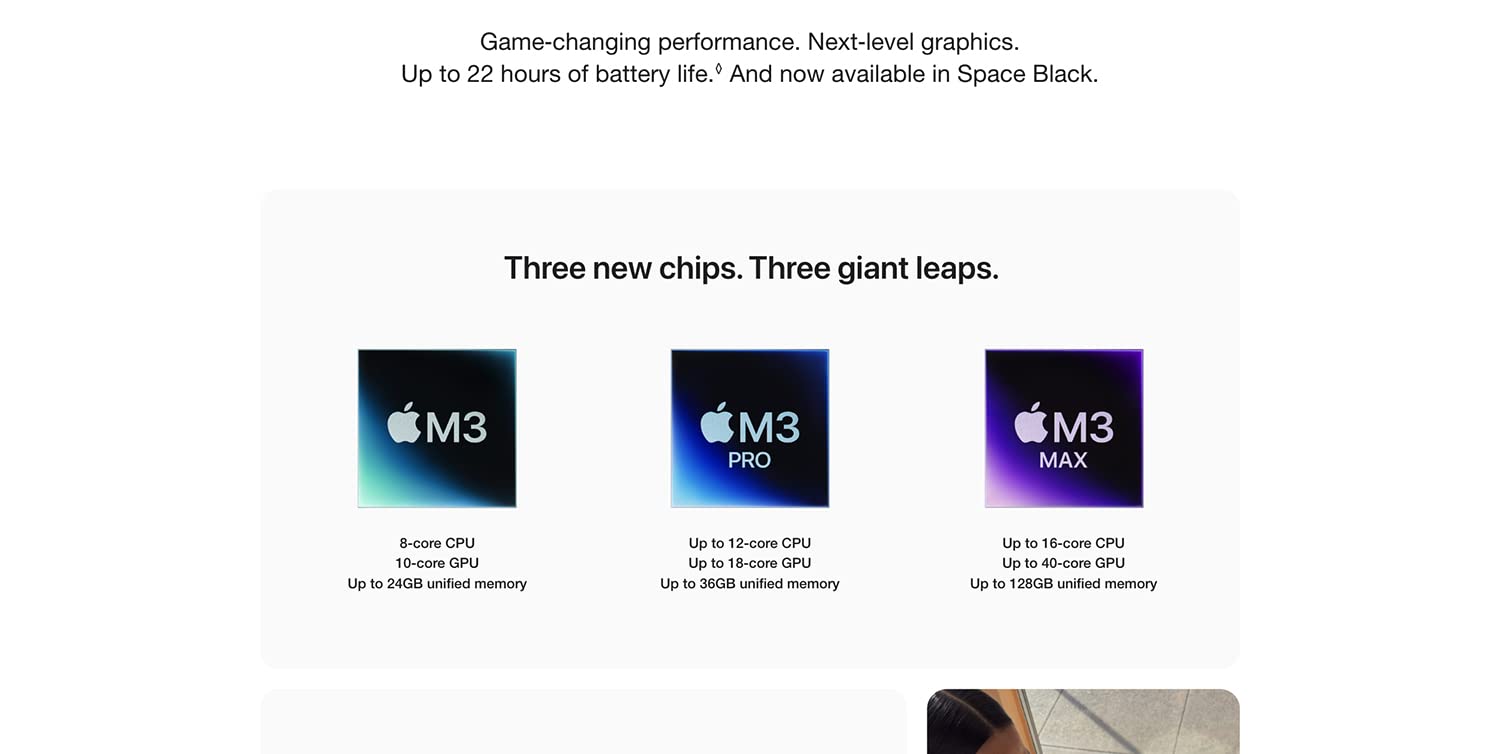 Game-changing performance. Next-level graphics.
Up to 22 hours of battery life.◊ And now available in Space Black.
Three new chips. Three giant leaps.
M3
8-core CPU
10-core GPU
Up to 24GB unified memory
M3
PRO
Up to 12-core CPU
Up to 18-core GPU
Up to 36GB unified memory
M3
MAX
Up to 16-core CPU
Up to 40-core GPU
Up to 128GB unified memory